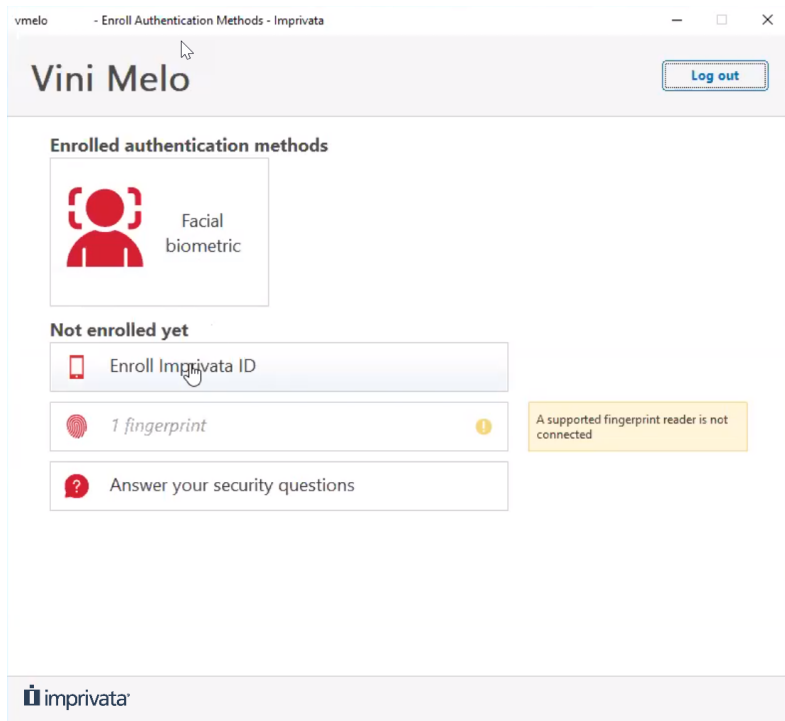 vmelo - Enroll Authentication Methods - Imprivata
Vini Melo
Log out
Enrolled authentication methods
Facial
biometric
Not enrolled yet
Enroll Imprivata ID
1 fingerprint
!
A supported fingerprint reader is not
connected
?
Answer your security questions
imprivata